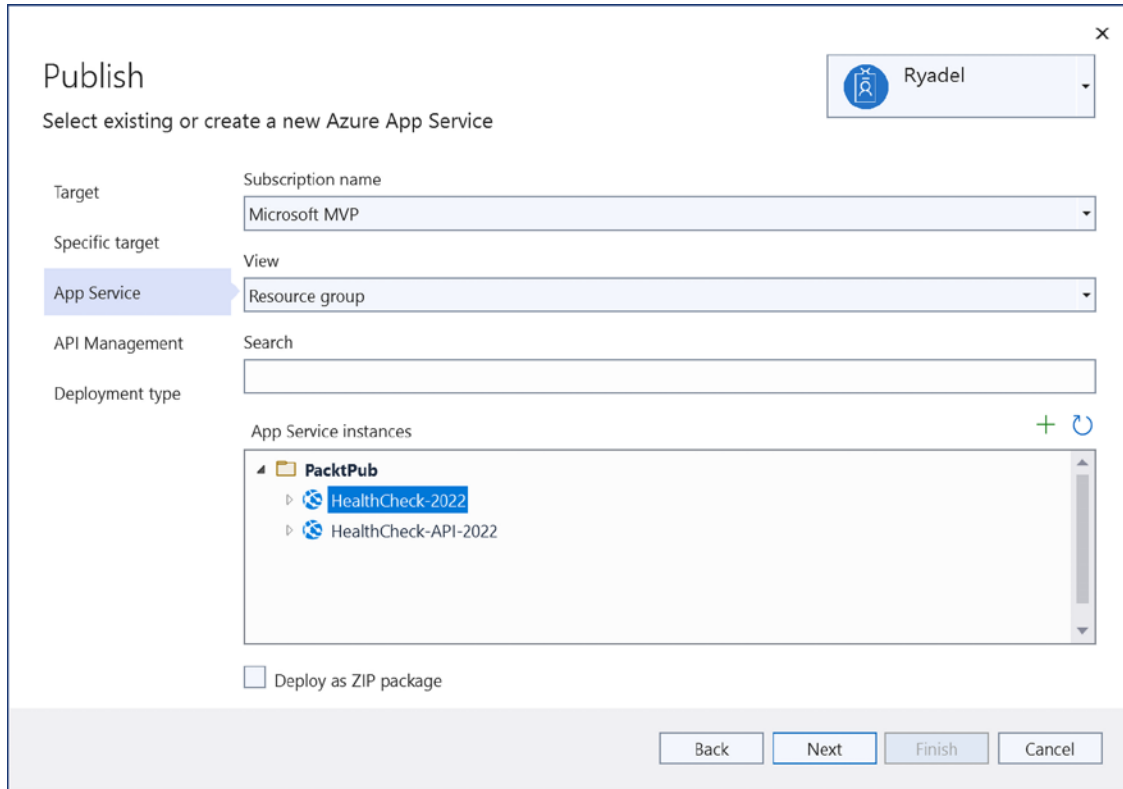 Publish
Ryadel
Select existing or create a new Azure App Service
Target
Specific target
App Service
API Management
Deployment type
Subscription name
Microsoft MVP
View
Resource group
Search
App Service instances
PacktPub
HealthCheck-2022
HealthCheck-API-2022
Deploy as ZIP package
Back
Next
Finish
Cancel